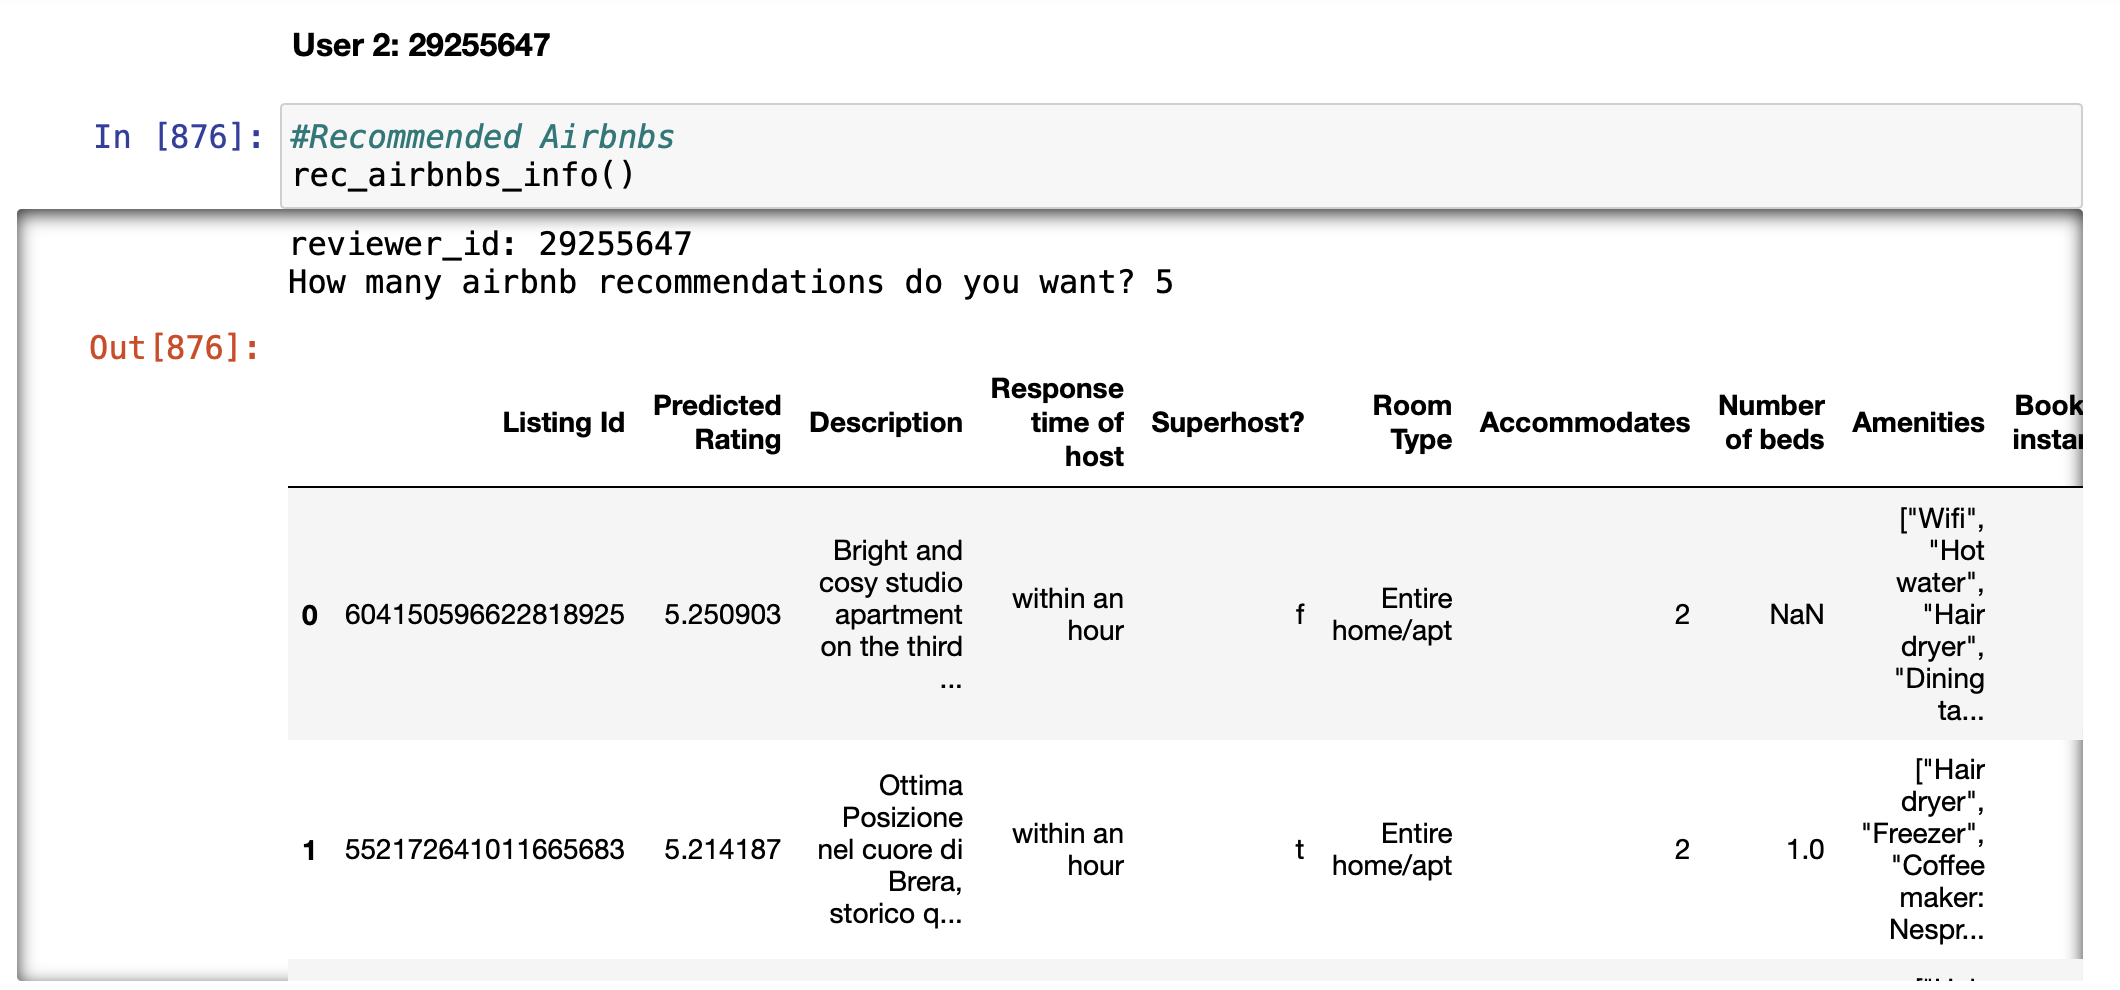 User 2: 29255647
In [876]:
#Recommended Airbnbs
rec_airbnbs_info()
reviewer_id: 29255647
How many airbnb recommendations do you want? 5
Out[876]:
Listing Id Predicted Rating Description Response time of host Superhost? Room Type Accommodates Number of beds Amenities Book instan
0 604150596622818925 5.250903 Bright and cosy studio apartment on the third ... within an hour f Entire home/apt 2 NaN ["Wifi", "Hot water", "Hair dryer", "Dining ta...
1 552172641011665683 5.214187 Ottima Posizione nel cuore di Brera, storico q... within an hour t Entire home/apt 2 1.0 ["Hair dryer", "Freezer", "Coffee maker: Nespr...